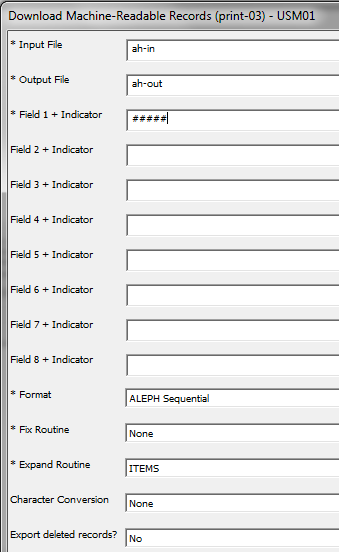 Download Machine-Readable Records (print-03) - USM01
* Input File
ah-in
* Output File
ah-out
* Field 1 + Indicator
#####
Field 2 + Indicator
Field 3 + Indicator
Field 4 + Indicator
Field 5 + Indicator
Field 6 + Indicator
Field 7 + Indicator
Field 8 + Indicator
* Format
ALEPH Sequential
* Fix Routine
None
* Expand Routine
ITEMS
Character Conversion
None
Export deleted records?
No